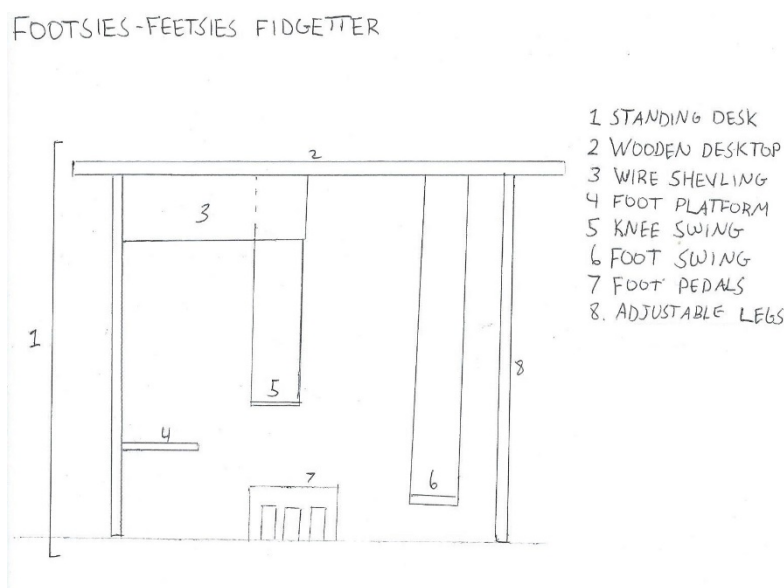 FOOTSIES-FEETSIES FIDGETTER
1 STANDING DESK
2 WOODEN DESKTOP
3 WIRE SHEVLING
4 FOOT PLATFORM
5 KNEE SWING
6 FOOT SWING
7 FOOT PEDALS
8. ADJUSTABLE LEGS
2
3
1
5
8
4
7
6